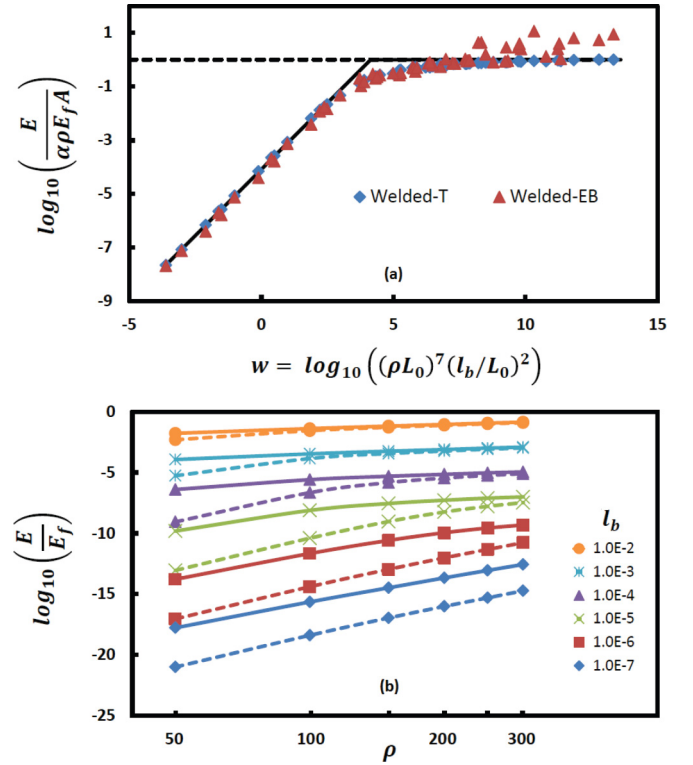 1
-1
-3
-5
-7
-9
log₁₀(E/(αρE_f A))
Welded-T
Welded-EB
(a)
-5
0
5
10
15
w = log₁₀((ρL₀)⁷(l_b/L₀)²)
0
-5
-10
-15
-20
-25
log₁₀(E/E_f)
l_b
1.0E-2
1.0E-3
1.0E-4
1.0E-5
1.0E-6
1.0E-7
(b)
50
100
200
300
ρ